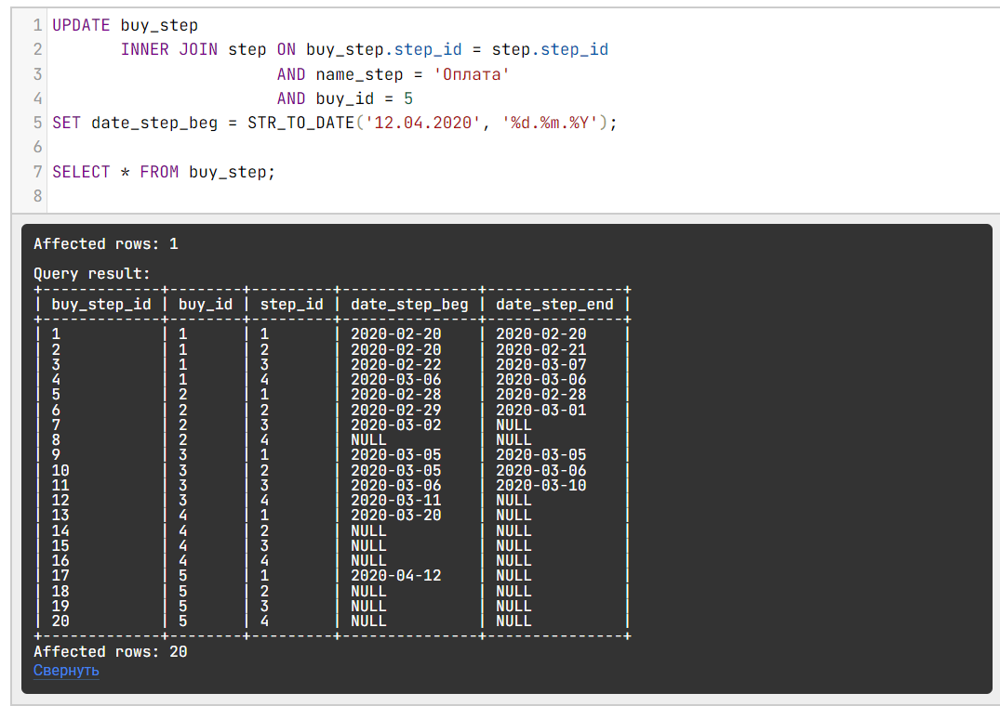 1 UPDATE buy_step
2        INNER JOIN step ON buy_step.step_id = step.step_id
3                        AND name_step = 'Оплата'
4                        AND buy_id = 5
5 SET date_step_beg = STR_TO_DATE('12.04.2020', '%d.%m.%Y');
6
7 SELECT * FROM buy_step;
8
Affected rows: 1
Query result:
+-------------+--------+---------+---------------+---------------+
| buy_step_id | buy_id | step_id | date_step_beg | date_step_end |
+-------------+--------+---------+---------------+---------------+
| 1           | 1      | 1       | 2020-02-20    | 2020-02-20    |
| 2           | 1      | 2       | 2020-02-20    | 2020-02-21    |
| 3           | 1      | 3       | 2020-02-22    | 2020-03-07    |
| 4           | 1      | 4       | 2020-03-06    | 2020-03-06    |
| 5           | 2      | 1       | 2020-02-28    | 2020-02-28    |
| 6           | 2      | 2       | 2020-02-29    | 2020-03-01    |
| 7           | 2      | 3       | 2020-03-02    | NULL          |
| 8           | 2      | 4       | NULL          | NULL          |
| 9           | 3      | 1       | 2020-03-05    | 2020-03-05    |
| 10          | 3      | 2       | 2020-03-05    | 2020-03-06    |
| 11          | 3      | 3       | 2020-03-06    | 2020-03-10    |
| 12          | 3      | 4       | 2020-03-11    | NULL          |
| 13          | 4      | 1       | 2020-03-20    | NULL          |
| 14          | 4      | 2       | NULL          | NULL          |
| 15          | 4      | 3       | NULL          | NULL          |
| 16          | 4      | 4       | NULL          | NULL          |
| 17          | 5      | 1       | 2020-04-12    | NULL          |
| 18          | 5      | 2       | NULL          | NULL          |
| 19          | 5      | 3       | NULL          | NULL          |
| 20          | 5      | 4       | NULL          | NULL          |
+-------------+--------+---------+---------------+---------------+
Affected rows: 20
Свернуть